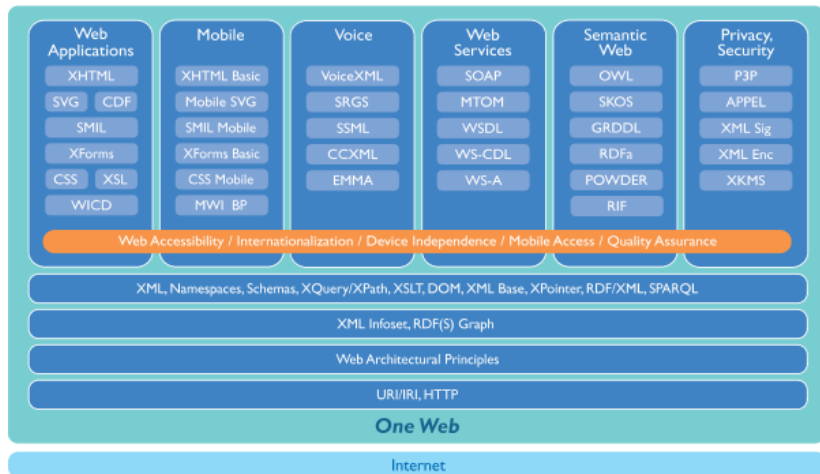 Web Applications
XHTML
SVG CDF
SMIL
XForms
CSS XSL
WICD
Mobile
XHTML Basic
Mobile SVG
SMIL Mobile
XForms Basic
CSS Mobile
MWI BP
Voice
VoiceXML
SRGS
SSML
CCXML
EMMA
Web Services
SOAP
MTOM
WSDL
WS-CDL
WS-A
Semantic Web
OWL
SKOS
GRDDL
RDFa
POWDER
RIF
Privacy, Security
P3P
APPEL
XML Sig
XML Enc
XKMS
Web Accessibility / Internationalization / Device Independence / Mobile Access / Quality Assurance
XML, Namespaces, Schemas, XQuery/XPath, XSLT, DOM, XML Base, XPointer, RDF/XML, SPARQL
XML Infoset, RDF(S) Graph
Web Architectural Principles
URI/IRI, HTTP
One Web
Internet